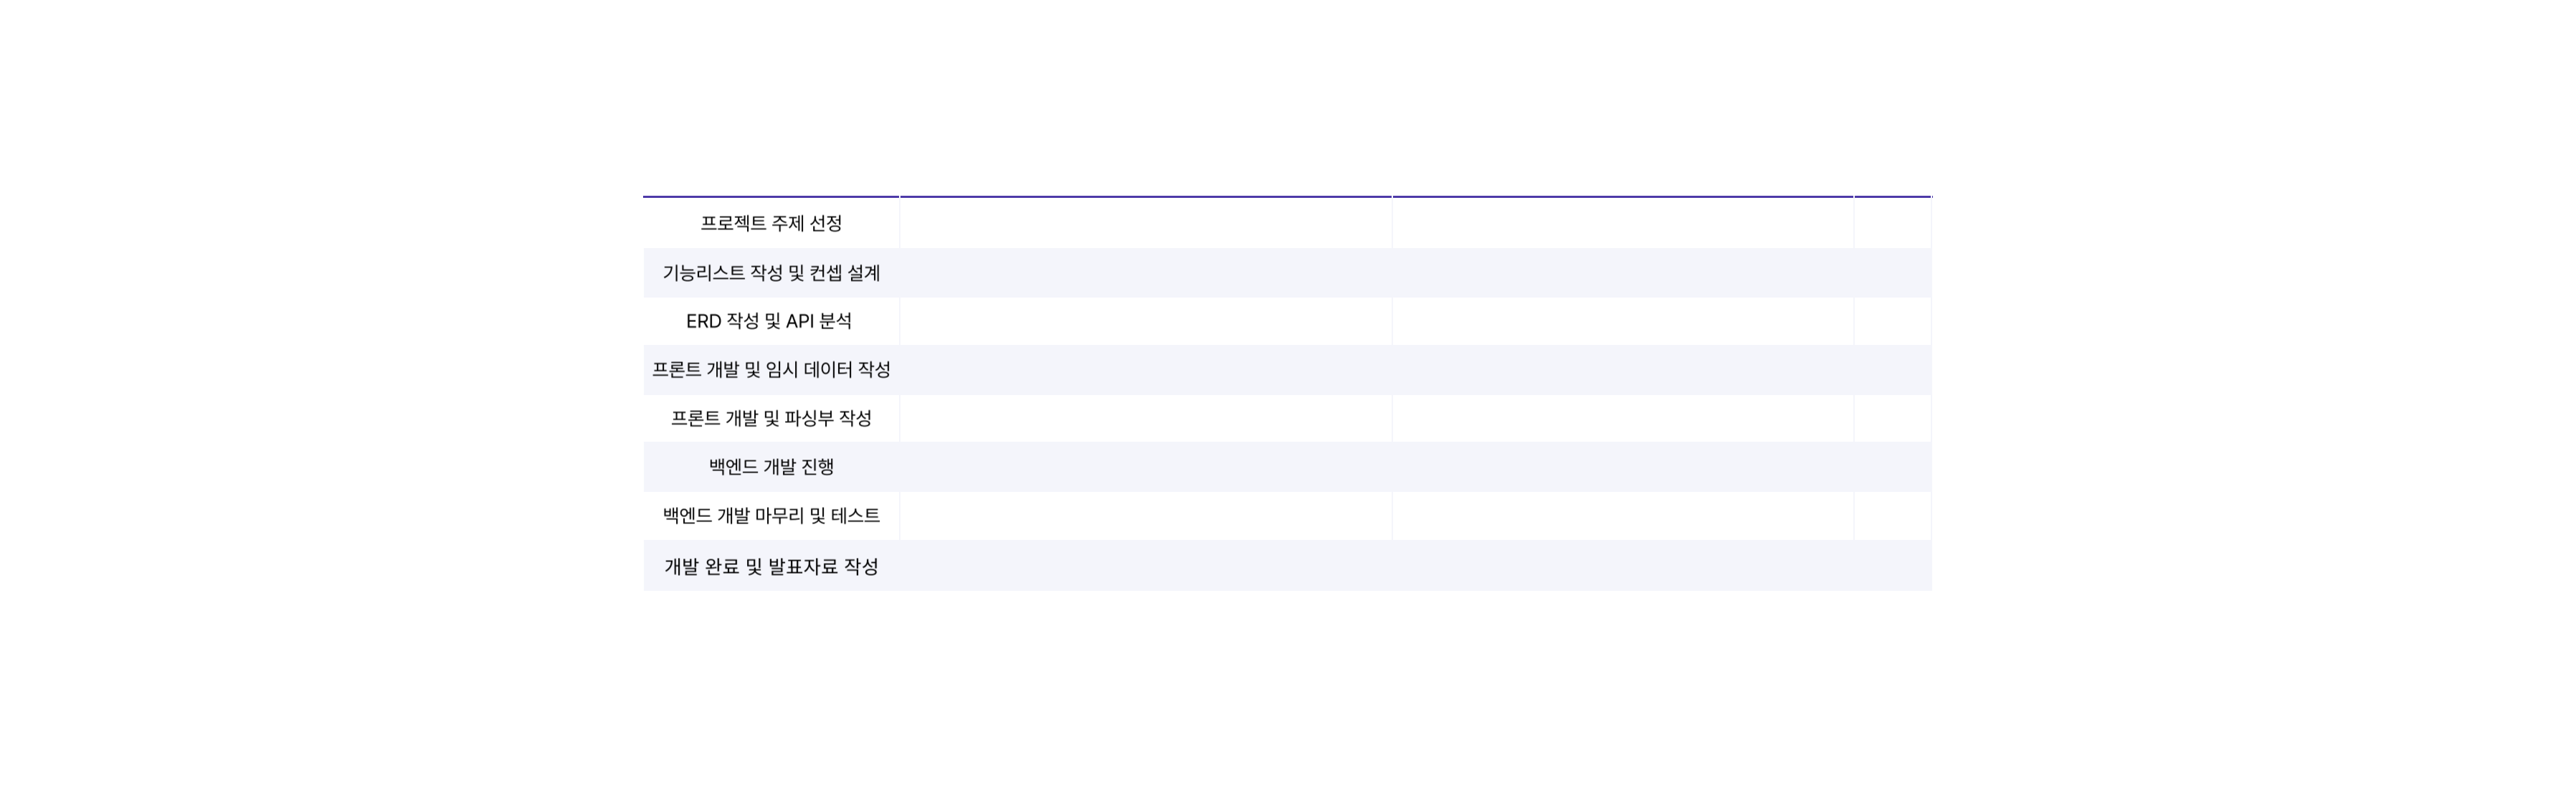 프로젝트 주제 선정
기능리스트 작성 및 컨셉 설계
ERD 작성 및 API 분석
프론트 개발 및 임시 데이터 작성
프론트 개발 및 파싱부 작성
백엔드 개발 진행
백엔드 개발 마무리 및 테스트
개발 완료 및 발표자료 작성